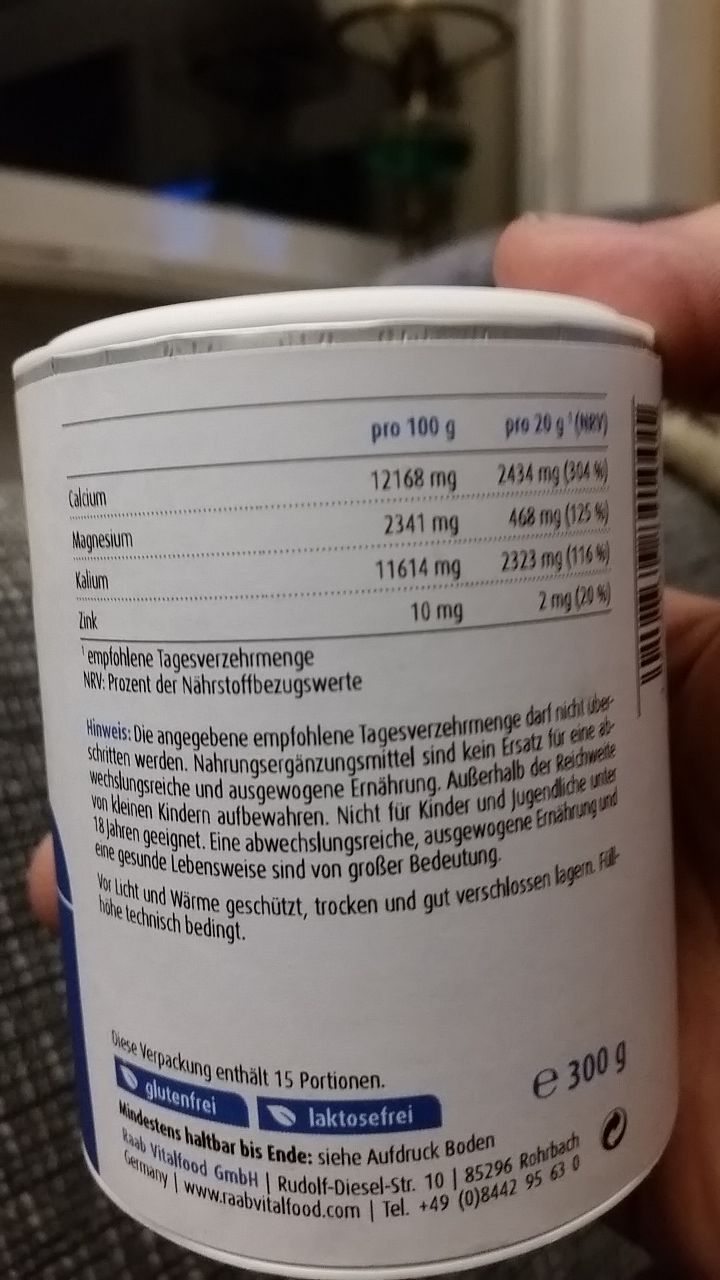 pro 100 g pro 20 g ¹ (NRV)
Calcium 12168 mg 2434 mg (304 %)
Magnesium 2341 mg 468 mg (125 %)
Kalium 11614 mg 2323 mg (116 %)
Zink 10 mg 2 mg (20 %)
¹ empfohlene Tagesverzehrmenge
NRV: Prozent der Nährstoffbezugswerte
Hinweis: Die angegebene empfohlene Tagesverzehrmenge darf nicht über-
schritten werden. Nahrungsergänzungsmittel sind kein Ersatz für eine ab-
wechslungsreiche und ausgewogene Ernährung. Außerhalb der Reichweite
von kleinen Kindern aufbewahren. Nicht für Kinder und Jugendliche unter
18 Jahren geeignet. Eine abwechslungsreiche, ausgewogene Ernährung und
eine gesunde Lebensweise sind von großer Bedeutung.
Vor Licht und Wärme geschützt, trocken und gut verschlossen lagern. Füll-
höhe technisch bedingt.
Diese Verpackung enthält 15 Portionen.
glutenfrei laktosefrei
e 300 g
Mindestens haltbar bis Ende: siehe Aufdruck Boden
Raab Vitalfood GmbH | Rudolf-Diesel-Str. 10 | 85296 Rohrbach
Germany | www.raabvitalfood.com | Tel. +49 (0)8442 95 63 0